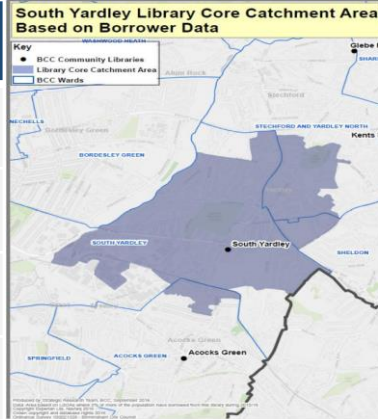 South Yardley Library Core Catchment Area
Based on Borrower Data
WASHWOOD HEATH
Key
BCC Community Libraries
Library Core Catchment Area
BCC Wards
Glebe
Alum Rock
Stechford
NECHELLS
Bordesley Green
STECHFORD AND YARDLEY NORTH
Kents
BORDESLEY GREEN
SOUTH YARDLEY
South Yardley
SHELDON
Acocks Green
SPRINGFIELD
ACOCKS GREEN
Acocks Green